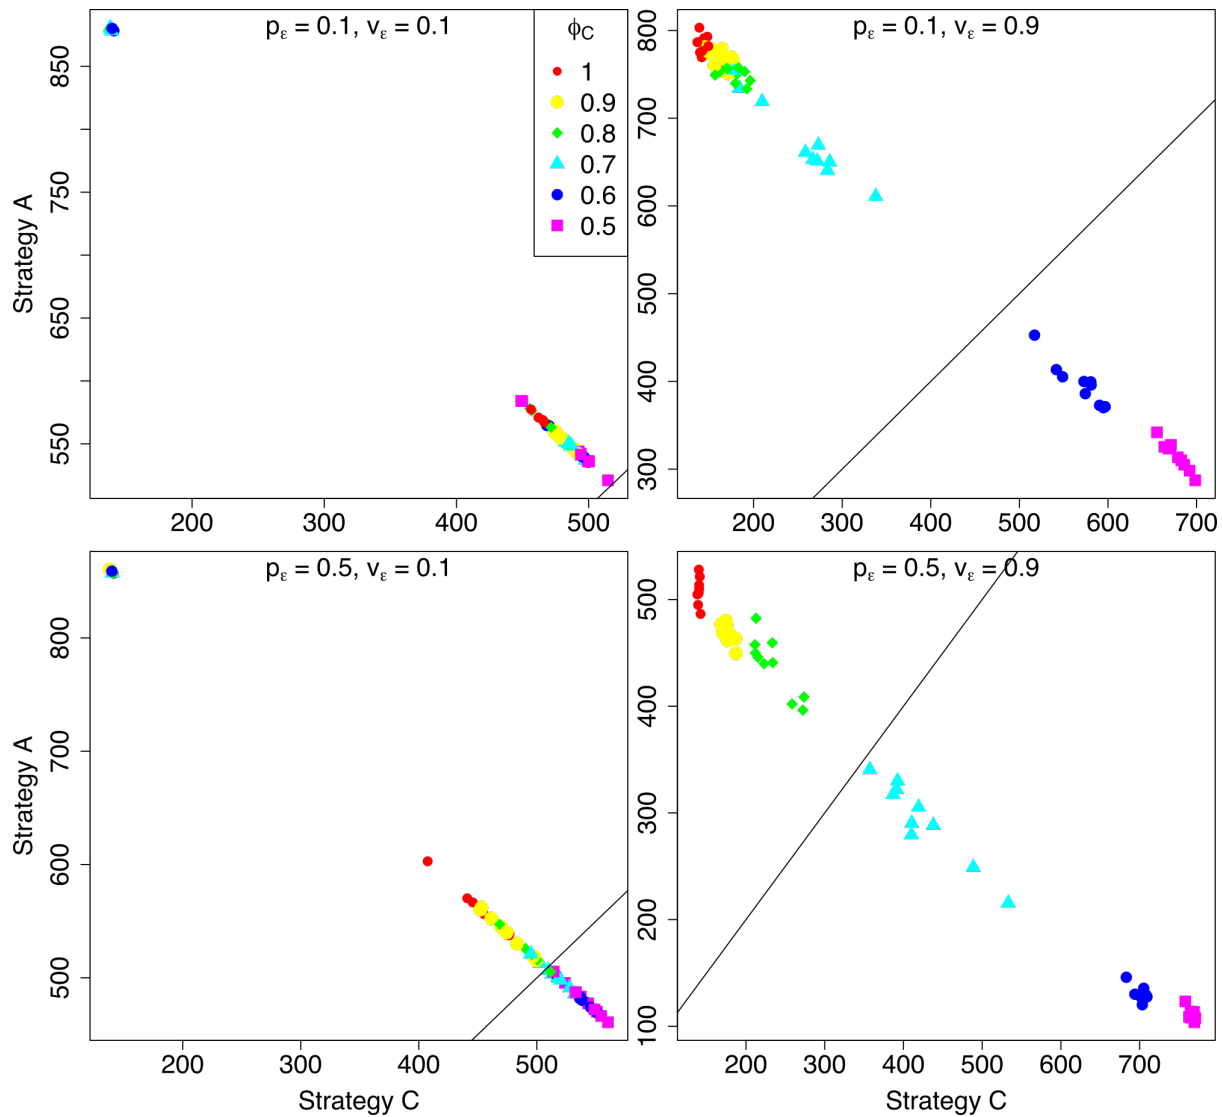 p_ε = 0.1, v_ε = 0.1
ϕ_C
1
0.9
0.8
0.7
0.6
0.5
Strategy A
850
750
650
550
200 300 400 500
p_ε = 0.1, v_ε = 0.9
800
700
600
500
400
300
200 300 400 500 600 700
p_ε = 0.5, v_ε = 0.1
Strategy A
800
700
600
500
200 300 400 500
Strategy C
p_ε = 0.5, v_ε = 0.9
500
400
300
200
100
200 300 400 500 600 700
Strategy C